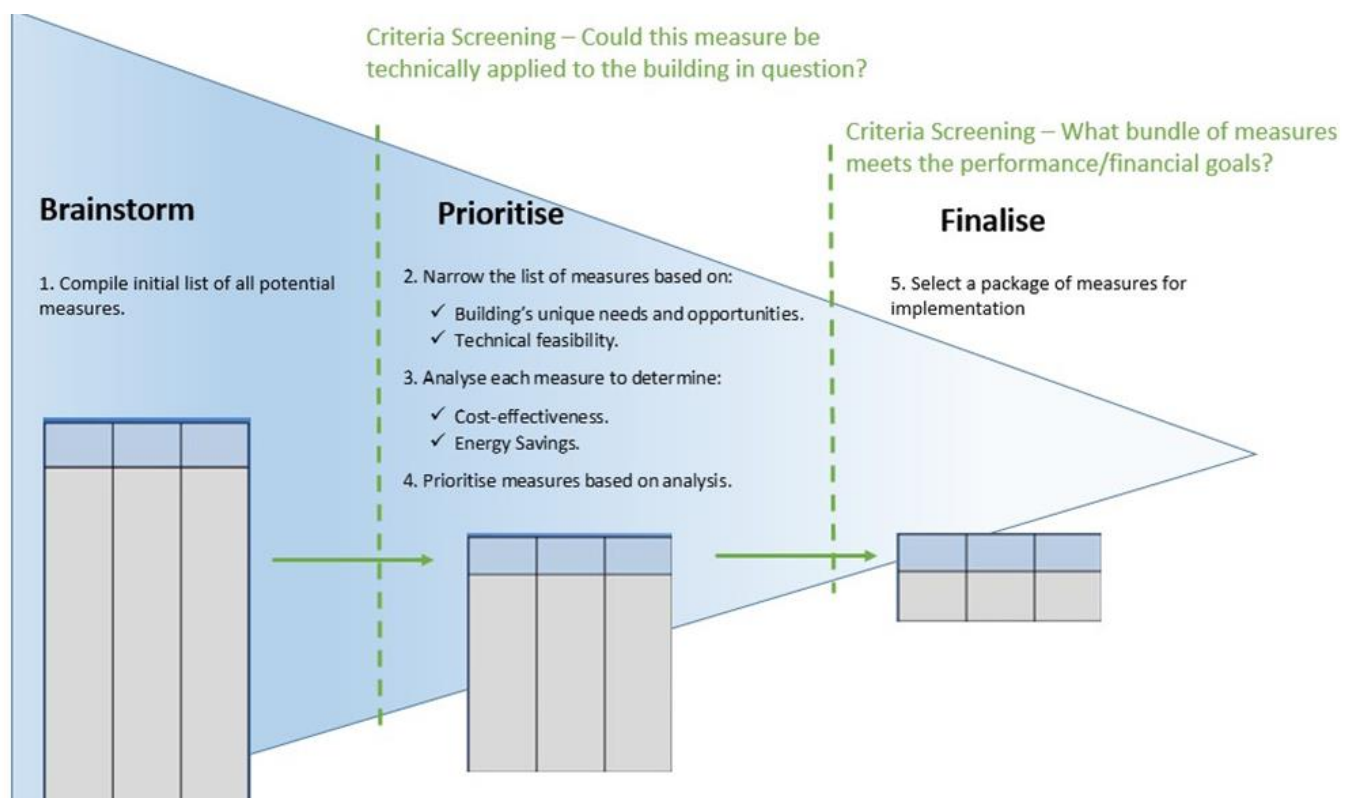 Criteria Screening – Could this measure be
technically applied to the building in question?
Criteria Screening – What bundle of measures
meets the performance/financial goals?
Brainstorm
1. Compile initial list of all potential
measures.
Prioritise
2. Narrow the list of measures based on:
✓ Building's unique needs and opportunities.
✓ Technical feasibility.
3. Analyse each measure to determine:
✓ Cost-effectiveness.
✓ Energy Savings.
4. Prioritise measures based on analysis.
Finalise
5. Select a package of measures for
implementation